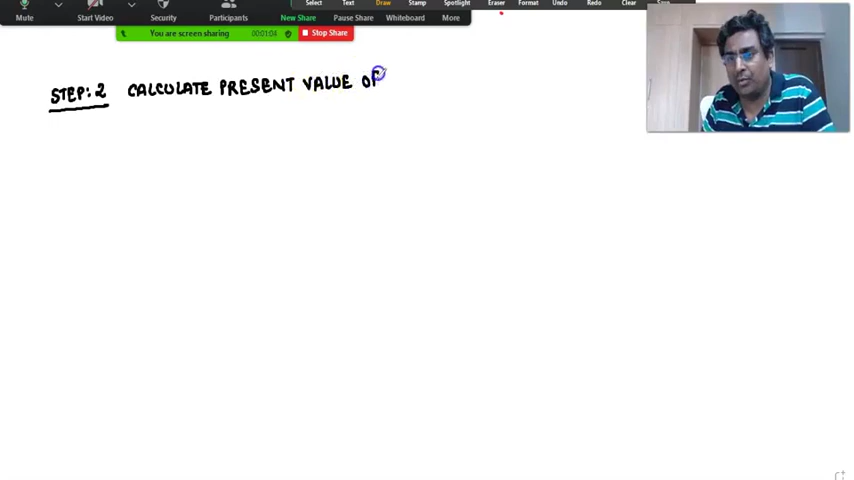 Select Text Draw Stamp Spotlight Eraser Format Undo Redo Clear Save
Mute Start Video Security Participants New Share Pause Share Whiteboard More
You are screen sharing 00:01:04 Stop Share
STEP:2 CALCULATE PRESENT VALUE OF